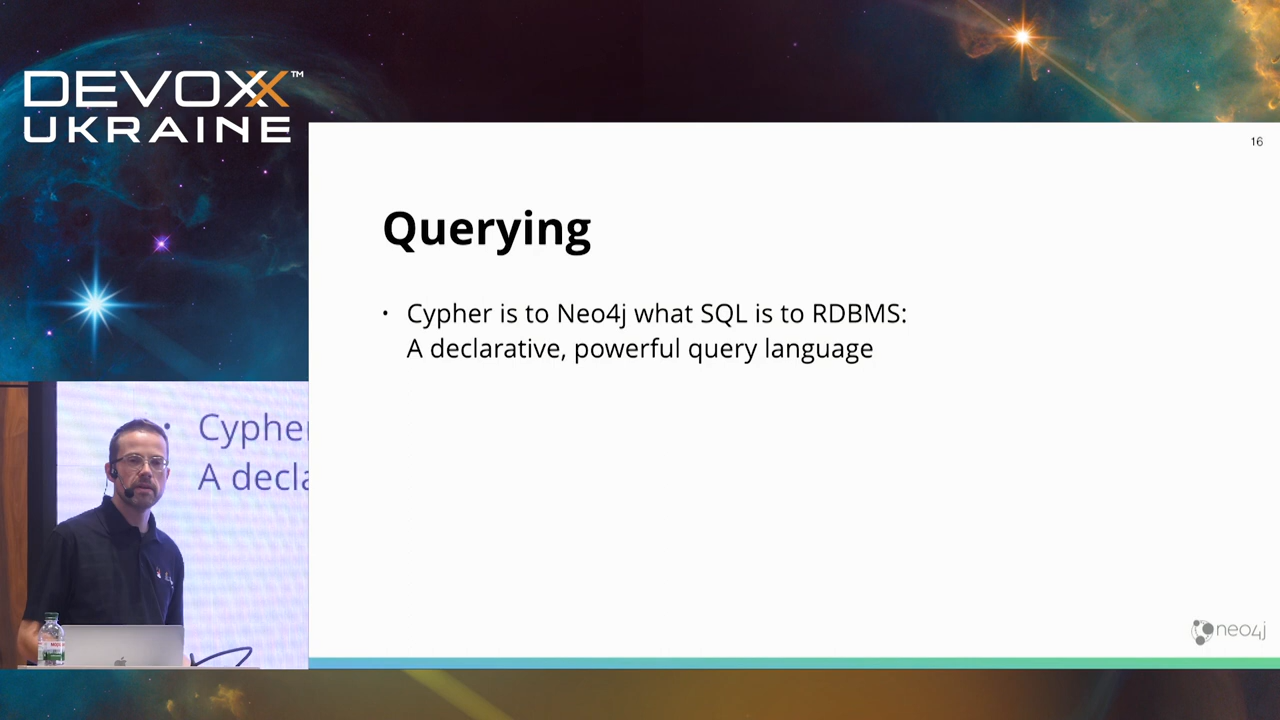 DEVOXX™
UKRAINE
16
Querying
• Cypher is to Neo4j what SQL is to RDBMS:
A declarative, powerful query language
• Cypher
A decla
neo4j